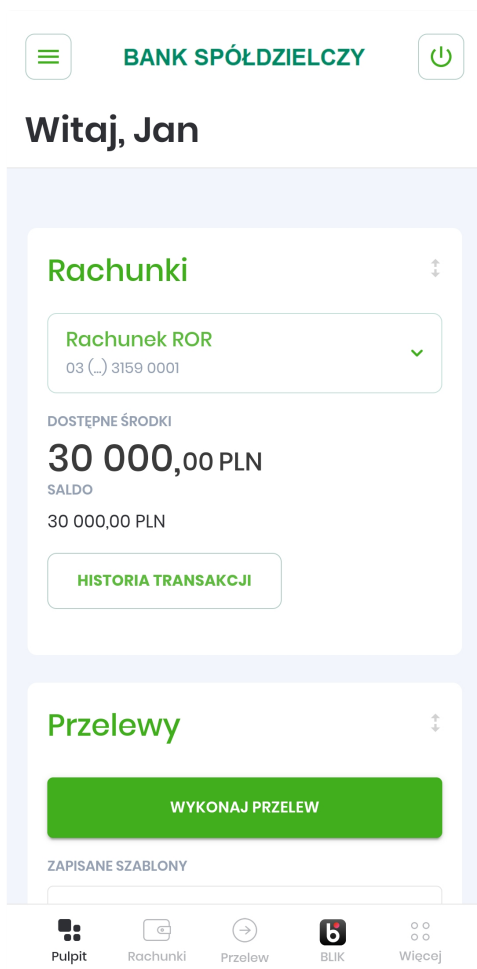 BANK SPÓŁDZIELCZY
Witaj, Jan
Rachunki
Rachunek ROR
03 (...) 3159 0001
DOSTĘPNE ŚRODKI
30 000,00 PLN
SALDO
30 000,00 PLN
HISTORIA TRANSAKCJI
Przelewy
WYKONAJ PRZELEW
ZAPISANE SZABLONY
Pulpit
Rachunki
Przelew
BLIK
Więcej